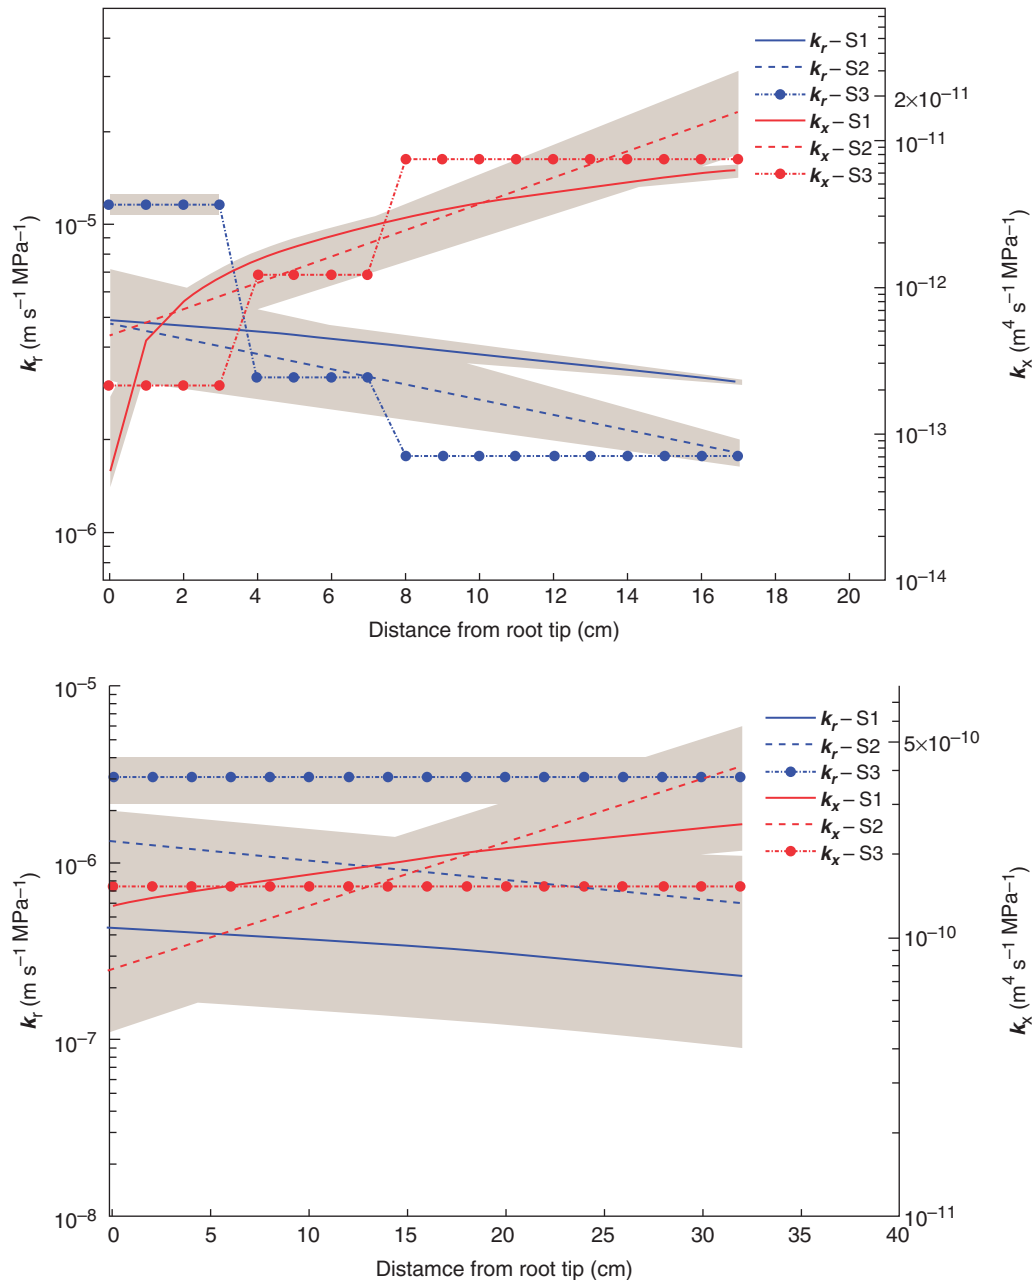 k_r – S1
k_r – S2
k_r – S3
k_x – S1
k_x – S2
k_x – S3
10⁻⁵
10⁻⁶
k_r (m s⁻¹ MPa⁻¹)
2×10⁻¹¹
10⁻¹¹
10⁻¹²
10⁻¹³
10⁻¹⁴
k_x (m⁴ s⁻¹ MPa⁻¹)
0 2 4 6 8 10 12 14 16 18 20
Distance from root tip (cm)
k_r – S1
k_r – S2
k_r – S3
k_x – S1
k_x – S2
k_x – S3
10⁻⁵
10⁻⁶
10⁻⁷
10⁻⁸
k_r (m s⁻¹ MPa⁻¹)
5×10⁻¹⁰
10⁻¹⁰
10⁻¹¹
k_x (m⁴ s⁻¹ MPa⁻¹)
0 5 10 15 20 25 30 35 40
Distamce from root tip (cm)